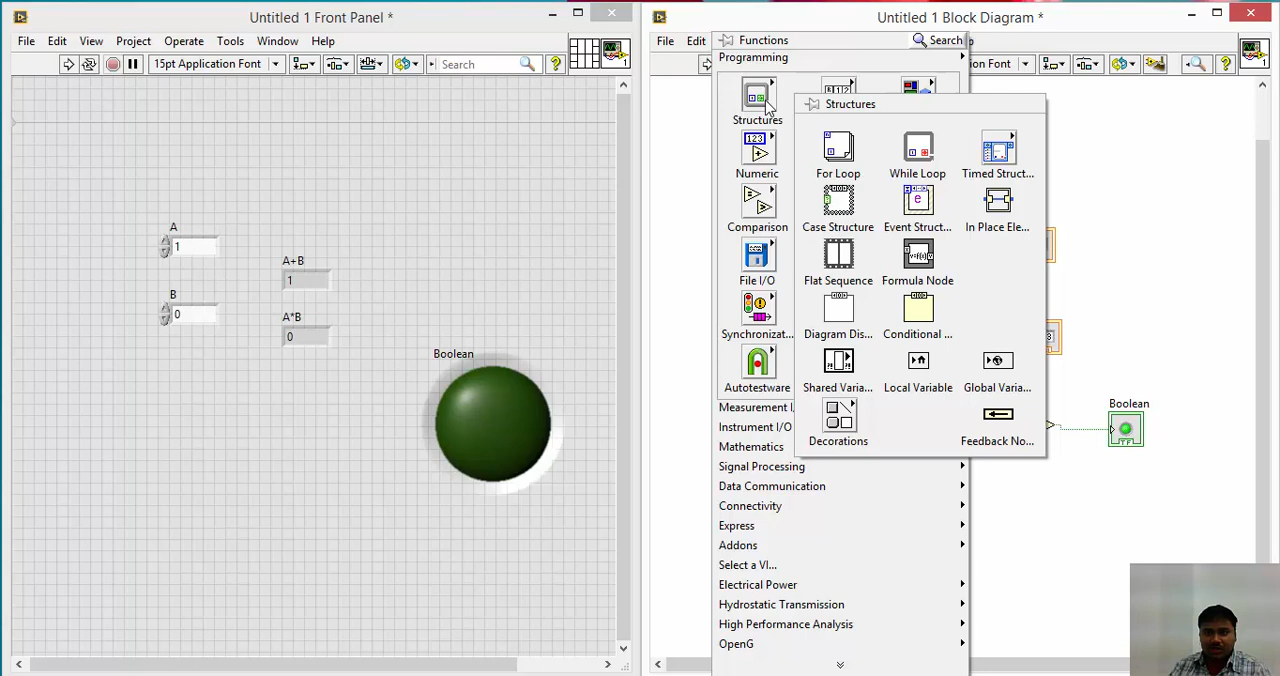 Untitled 1 Front Panel *
File Edit View Project Operate Tools Window Help
15pt Application Font
Search
?
A
1
B
0
A+B
1
A*B
0
Boolean
Untitled 1 Block Diagram *
File Edit
Font
?
Functions
Search
Programming
Structures
Numeric
123
Comparison
File I/O
Synchronizat...
Autotestware
Measurement I
Instrument I/O
Mathematics
Signal Processing
Data Communication
Connectivity
Express
Addons
Select a VI...
Electrical Power
Hydrostatic Transmission
High Performance Analysis
OpenG
Structures
For Loop While Loop Timed Struct...
Case Structure Event Struct... In Place Ele...
Flat Sequence Formula Node
Diagram Dis... Conditional ...
Shared Varia... Local Variable Global Varia...
Decorations Feedback No...
Boolean
TF